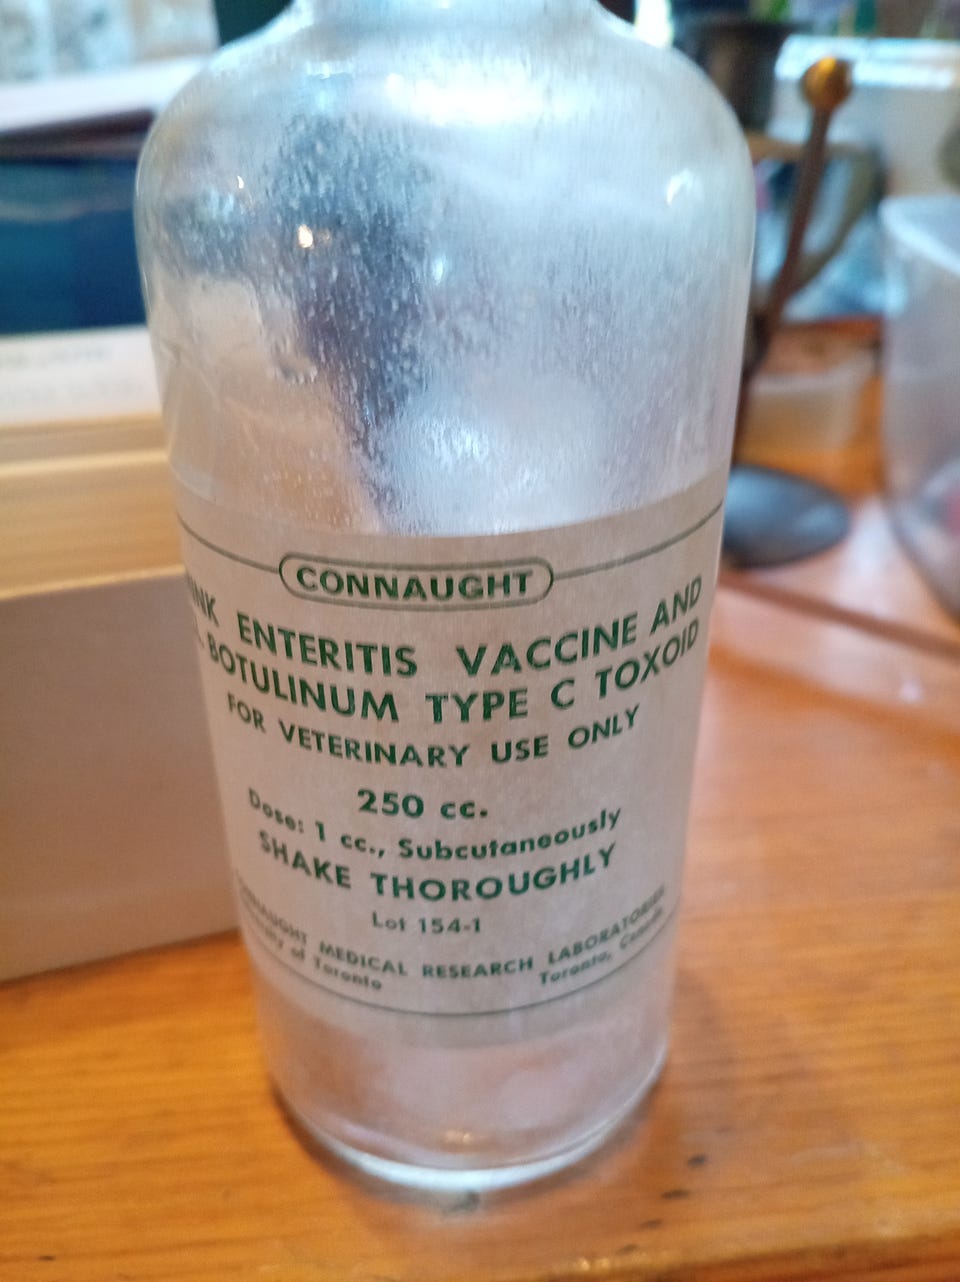 CONNAUGHT
ENTERITIS VACCINE AND
BOTULINUM TYPE C TOXOID
FOR VETERINARY USE ONLY
250 cc.
Dose: 1 cc., Subcutaneously
SHAKE THOROUGHLY
Lot 154-1
CONNAUGHT MEDICAL RESEARCH LABORATORIES
of Toronto Toronto, Canada